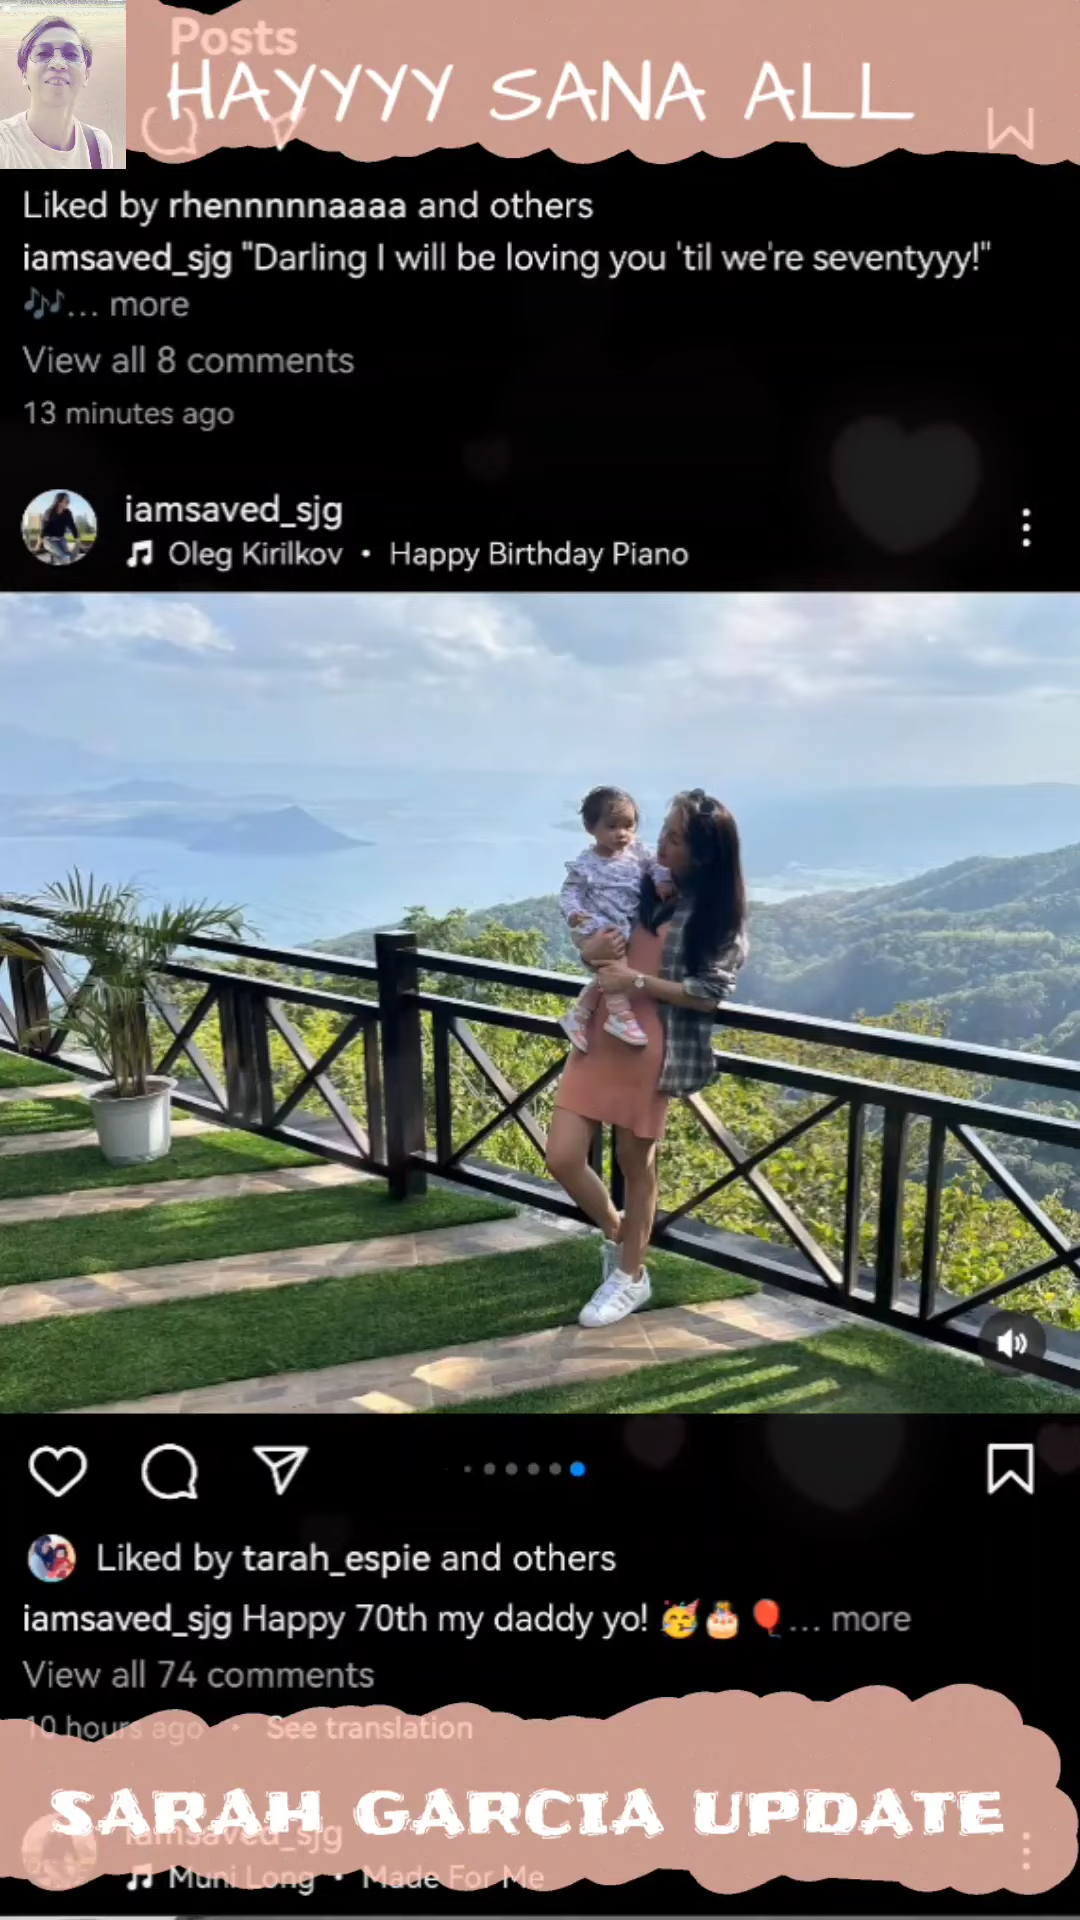 Posts
HAYYYY SANA ALL
Liked by rhennnnnaaaa and others
iamsaved_sjg "Darling I will be loving you 'til we're seventyyy!"
🎶... more
View all 8 comments
13 minutes ago
iamsaved_sjg
Oleg Kirilkov • Happy Birthday Piano
Liked by tarah_espie and others
iamsaved_sjg Happy 70th my daddy yo! 🥳🎂🎈... more
View all 74 comments
10 hours ago • See translation
SARAH GARCIA UPDATE
iamsaved_sjg
Muni Long • Made For Me